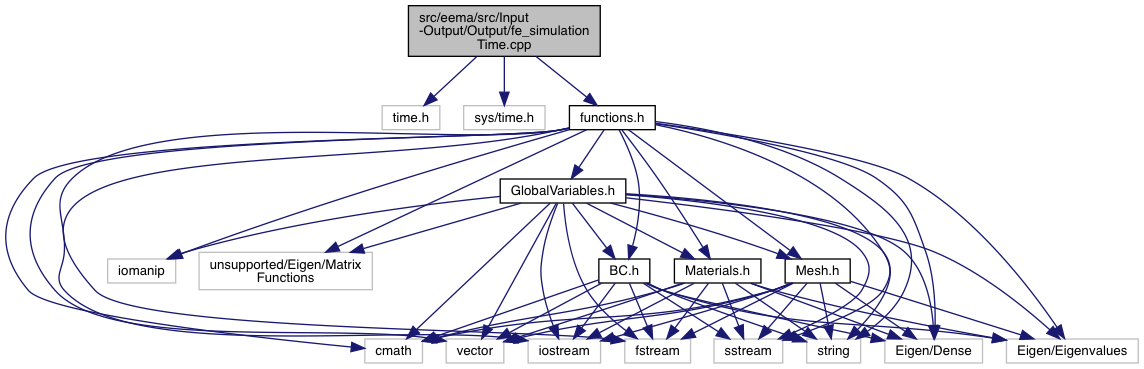 src/eema/src/Input
-Output/Output/fe_simulation
Time.cpp
time.h
sys/time.h
functions.h
GlobalVariables.h
iomanip
unsupported/Eigen/Matrix
Functions
BC.h
Materials.h
Mesh.h
cmath
vector
iostream
fstream
sstream
string
Eigen/Dense
Eigen/Eigenvalues